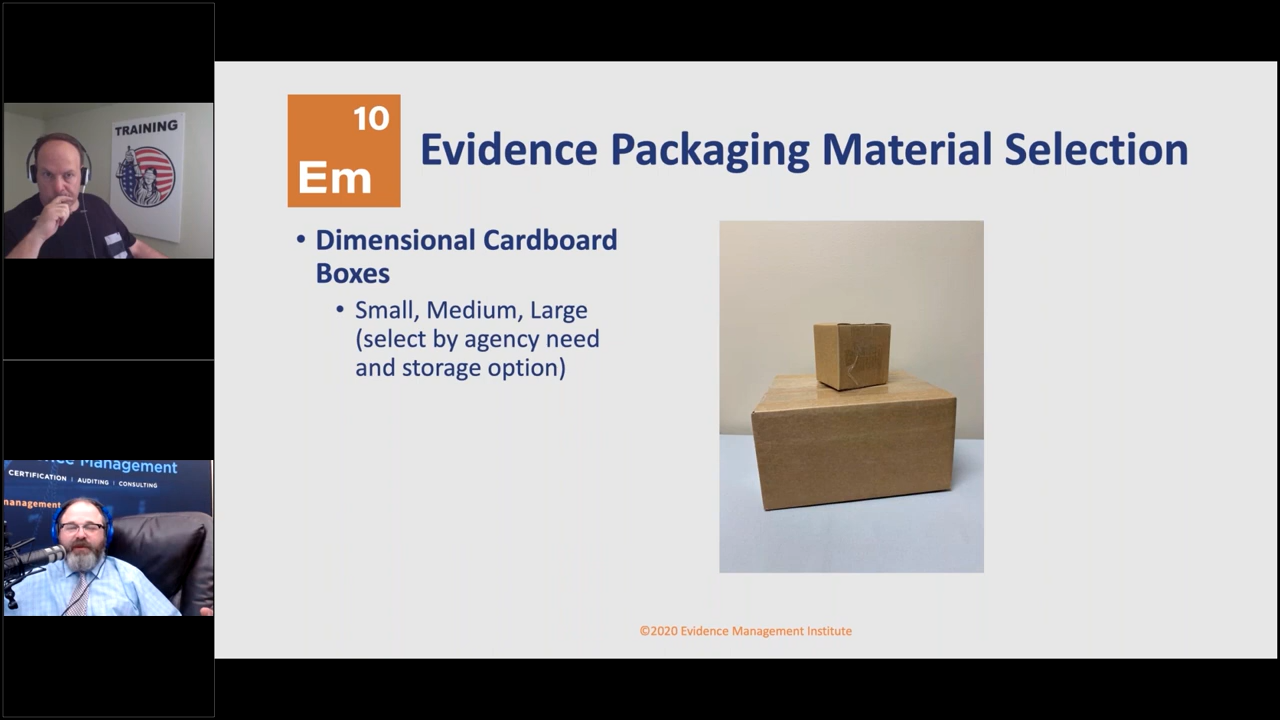 TRAINING
Management
CERTIFICATION | AUDITING | CONSULTING
management
10
Em
Evidence Packaging Material Selection
• Dimensional Cardboard
Boxes
• Small, Medium, Large
(select by agency need
and storage option)
©2020 Evidence Management Institute